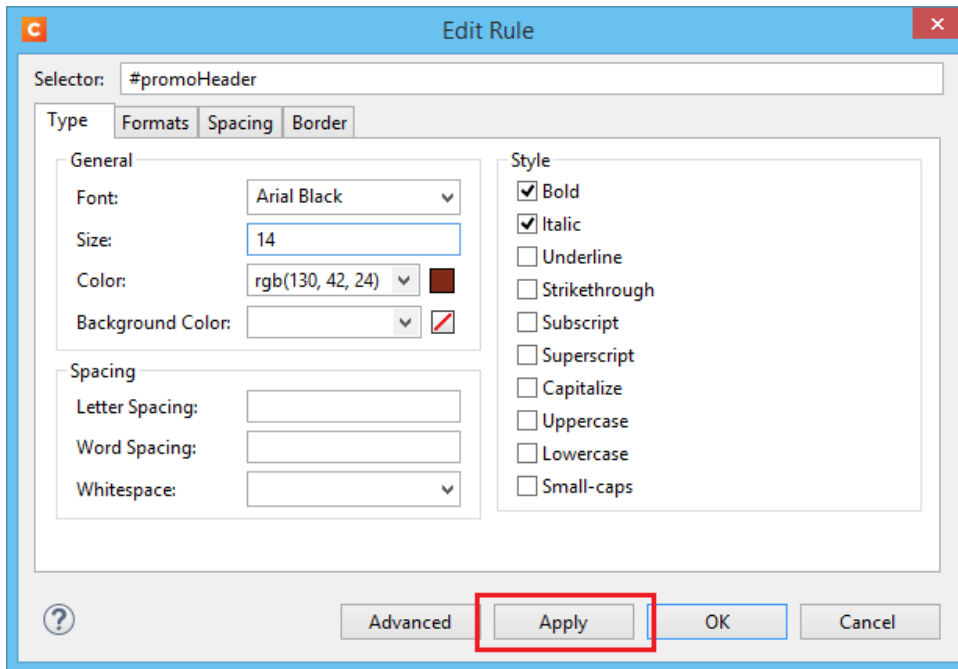 C
Edit Rule
Selector: #promoHeader
Type Formats Spacing Border
General
Font: Arial Black
Size: 14
Color: rgb(130, 42, 24)
Background Color:
Spacing
Letter Spacing:
Word Spacing:
Whitespace:
Style
Bold
Italic
Underline
Strikethrough
Subscript
Superscript
Capitalize
Uppercase
Lowercase
Small-caps
? Advanced Apply OK Cancel